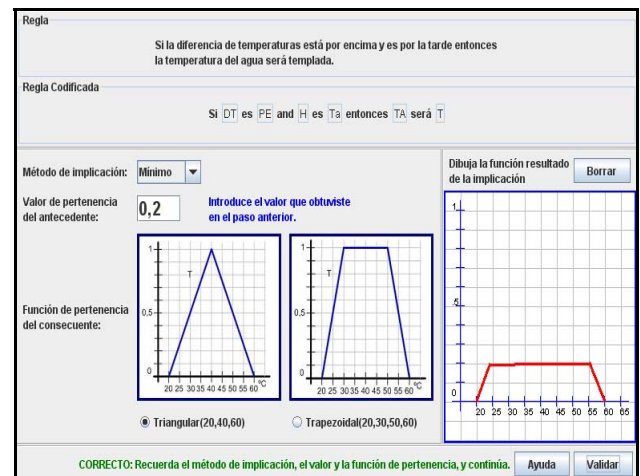 Regla
Si la diferencia de temperaturas está por encima y es por la tarde entonces
la temperatura del agua será templada.
Regla Codificada
Si DT es PE and H es Ta entonces TA será T
Método de implicación: Mínimo
Valor de pertenencia
del antecedente:
0,2
Introduce el valor que obtuviste
en el paso anterior.
Función de pertenencia
del consecuente:
1
T
0,5
0
20 25 30 35 40 45 50 55 60 ºC
1
T
0,5
0
20 25 30 35 40 45 50 55 60 ºC
Triangular(20,40,60)
Trapezoidal(20,30,50,60)
Dibuja la función resultado
de la implicación
Borrar
1
.5
0
20 25 30 35 40 45 50 55 60 65
CORRECTO: Recuerda el método de implicación, el valor y la función de pertenencia, y continúa.
Ayuda
Validar